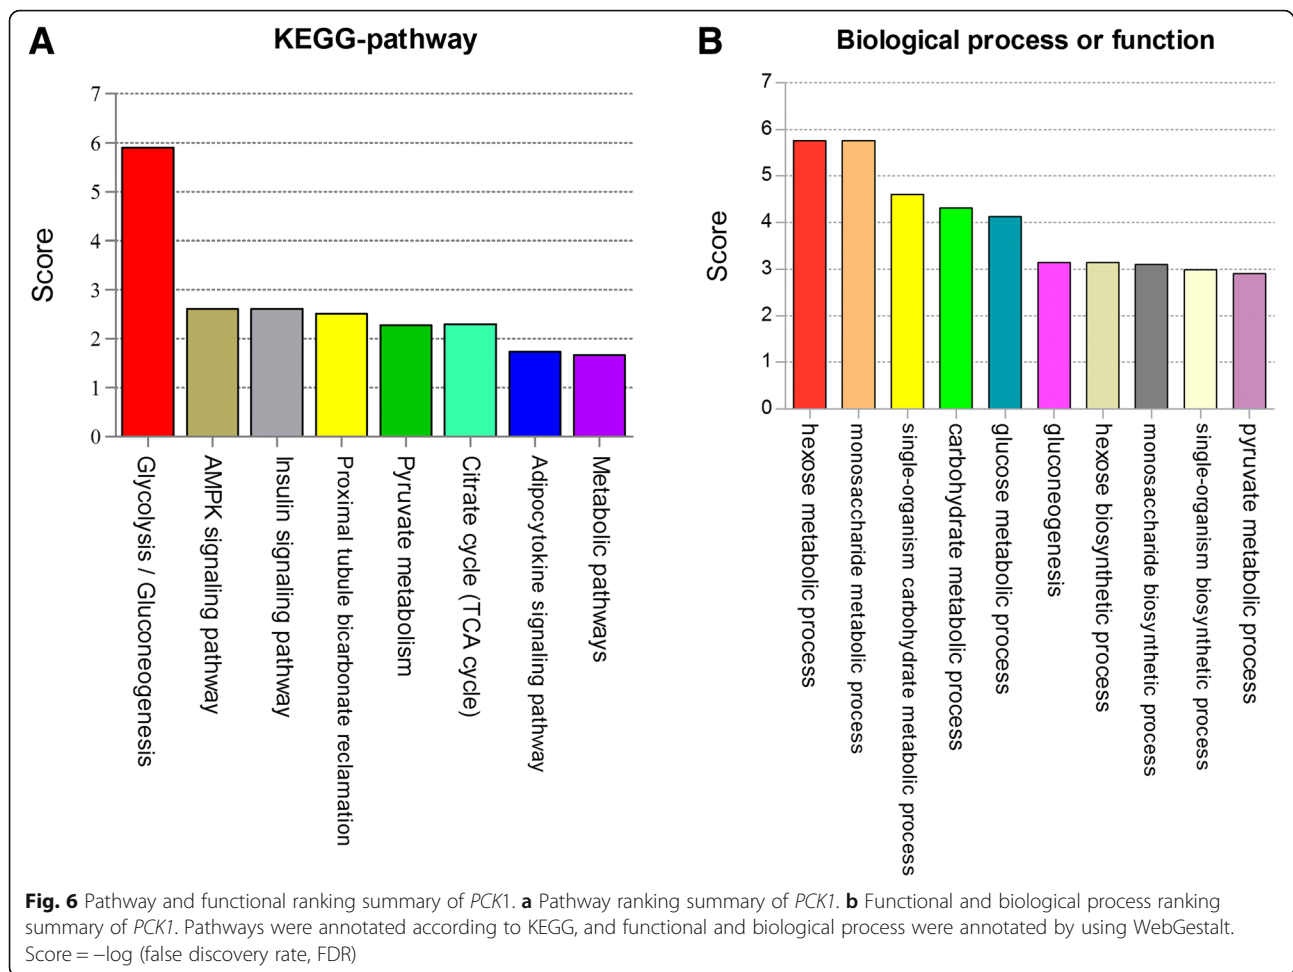 A
KEGG-pathway
7
6
5
4
3
2
1
0
Score
Glycolysis / Gluconeogenesis
AMPK signaling pathway
Insulin signaling pathway
Proximal tubule bicarbonate reclamation
Pyruvate metabolism
Citrate cycle (TCA cycle)
Adipocytokine signaling pathway
Metabolic pathways
B
Biological process or function
7
6
5
4
3
2
1
0
Score
hexose metabolic process
monosaccharide metabolic process
single-organism carbohydrate metabolic process
carbohydrate metabolic process
glucose metabolic process
gluconeogenesis
hexose biosynthetic process
monosaccharide biosynthetic process
single-organism biosynthetic process
pyruvate metabolic process
Fig. 6 Pathway and functional ranking summary of PCK1. a Pathway ranking summary of PCK1. b Functional and biological process ranking
summary of PCK1. Pathways were annotated according to KEGG, and functional and biological process were annotated by using WebGestalt.
Score = −log (false discovery rate, FDR)